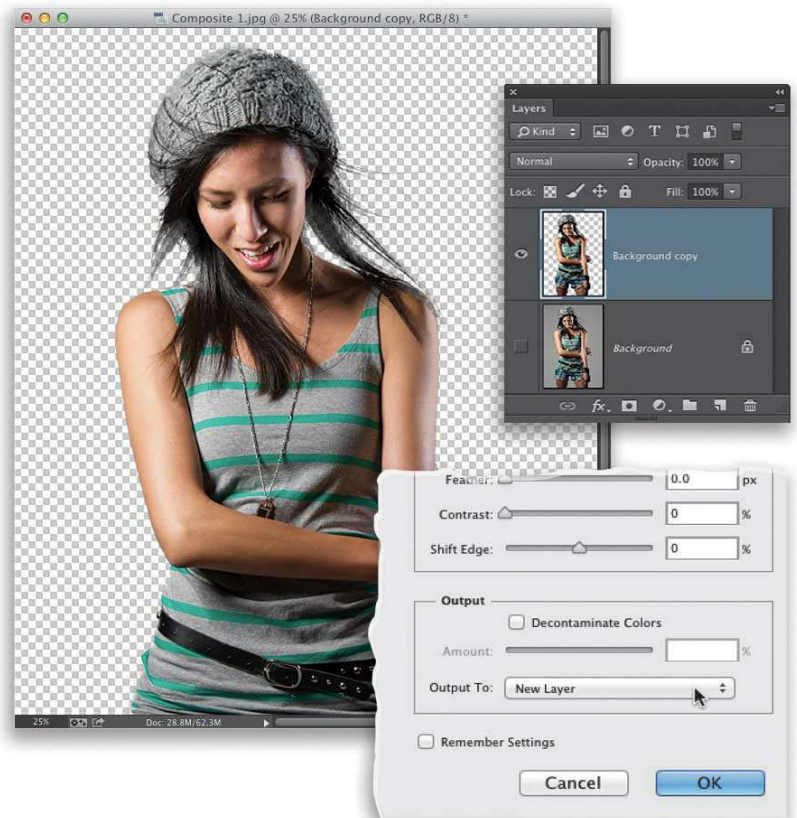 Composite 1.jpg @ 25% (Background copy, RGB/8) *
Layers
Kind
Normal
Opacity: 100%
Lock:
Fill: 100%
Background copy
Background
fx
25%
Doc: 28.8M/62.3M
Feather: 0.0 px
Contrast: 0 %
Shift Edge: 0 %
Output
Decontaminate Colors
Amount: %
Output To: New Layer
Remember Settings
Cancel
OK